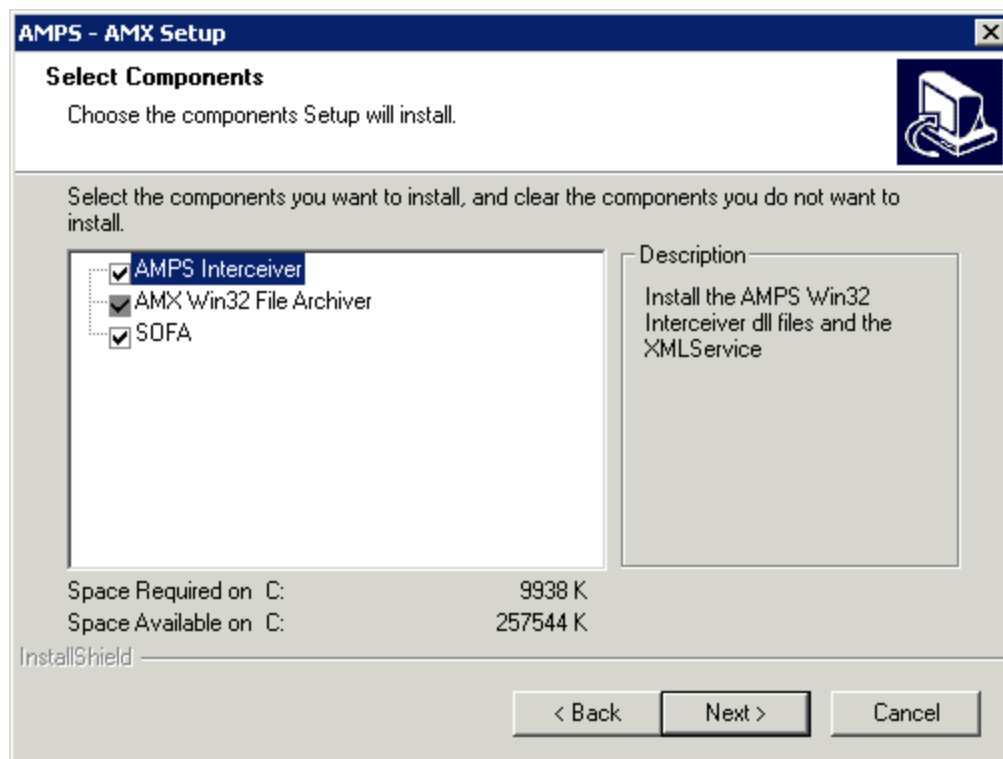 AMPS - AMX Setup
Select Components
Choose the components Setup will install.
Select the components you want to install, and clear the components you do not want to
install.
AMPS Interceiver
AMX Win32 File Archiver
SOFA
Description
Install the AMPS Win32
Interceiver dll files and the
XMLService
Space Required on  C: 9938 K
Space Available on  C: 257544 K
InstallShield
< Back Next > Cancel